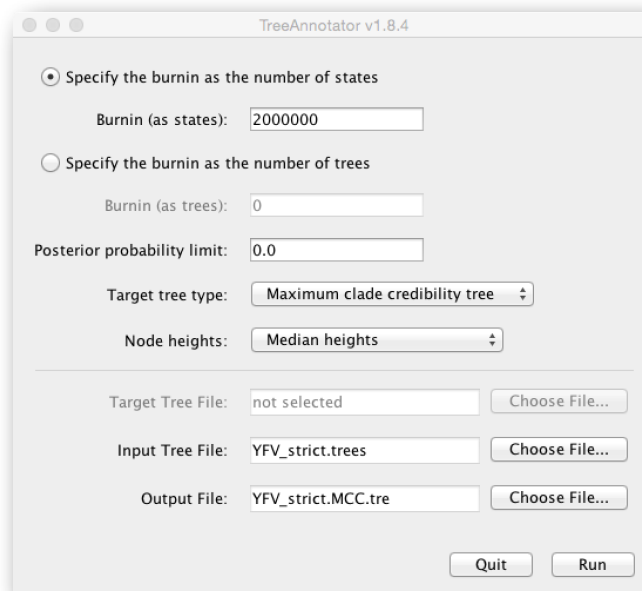 TreeAnnotator v1.8.4
Specify the burnin as the number of states
Burnin (as states): 2000000
Specify the burnin as the number of trees
Burnin (as trees): 0
Posterior probability limit: 0.0
Target tree type: Maximum clade credibility tree
Node heights: Median heights
Target Tree File: not selected Choose File...
Input Tree File: YFV_strict.trees Choose File...
Output File: YFV_strict.MCC.tre Choose File...
Quit Run